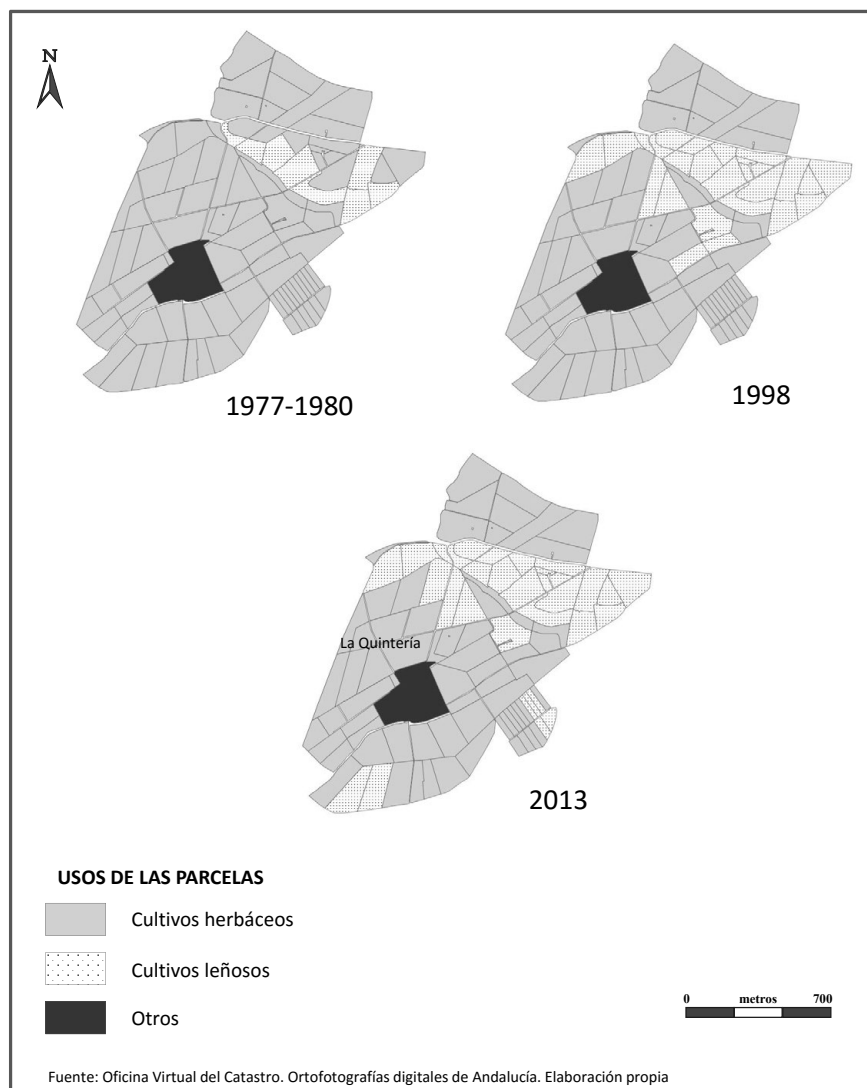 N
1977-1980
1998
La Quintería
2013
USOS DE LAS PARCELAS
Cultivos herbáceos
Cultivos leñosos
Otros
0 metros 700
Fuente: Oficina Virtual del Catastro. Ortofotografías digitales de Andalucía. Elaboración propia